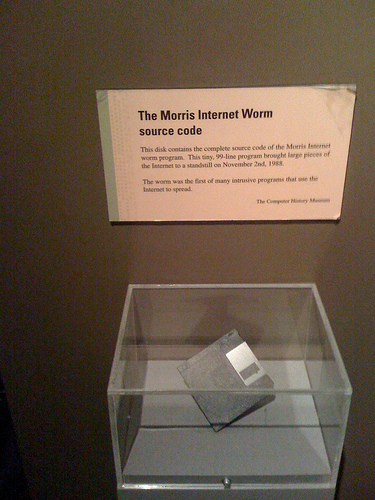 The Morris Internet Worm
source code
This disk contains the complete source code of the Morris Internet
worm program. This tiny, 99-line program brought large pieces of
the Internet to a standstill on November 2nd, 1988.
The worm was the first of many intrusive programs that use the
Internet to spread.
The Computer History Museum